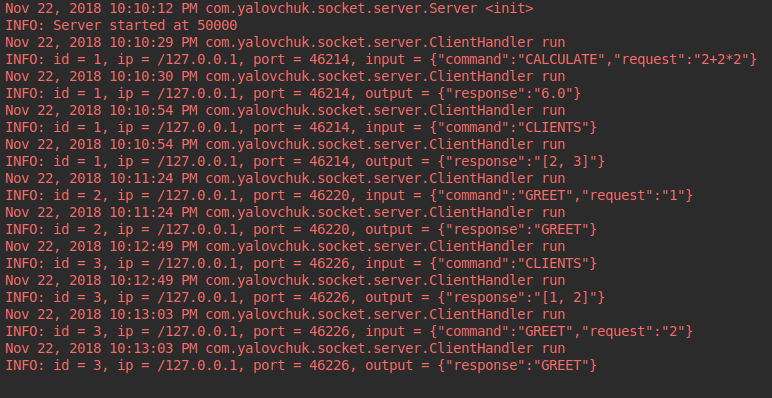 Nov 22, 2018 10:10:12 PM com.yalovchuk.socket.server.Server <init>
INFO: Server started at 50000
Nov 22, 2018 10:10:29 PM com.yalovchuk.socket.server.ClientHandler run
INFO: id = 1, ip = /127.0.0.1, port = 46214, input = {"command":"CALCULATE","request":"2+2*2"}
Nov 22, 2018 10:10:30 PM com.yalovchuk.socket.server.ClientHandler run
INFO: id = 1, ip = /127.0.0.1, port = 46214, output = {"response":"6.0"}
Nov 22, 2018 10:10:54 PM com.yalovchuk.socket.server.ClientHandler run
INFO: id = 1, ip = /127.0.0.1, port = 46214, input = {"command":"CLIENTS"}
Nov 22, 2018 10:10:54 PM com.yalovchuk.socket.server.ClientHandler run
INFO: id = 1, ip = /127.0.0.1, port = 46214, output = {"response":"[2, 3]"}
Nov 22, 2018 10:11:24 PM com.yalovchuk.socket.server.ClientHandler run
INFO: id = 2, ip = /127.0.0.1, port = 46220, input = {"command":"GREET","request":"1"}
Nov 22, 2018 10:11:24 PM com.yalovchuk.socket.server.ClientHandler run
INFO: id = 2, ip = /127.0.0.1, port = 46220, output = {"response":"GREET"}
Nov 22, 2018 10:12:49 PM com.yalovchuk.socket.server.ClientHandler run
INFO: id = 3, ip = /127.0.0.1, port = 46226, input = {"command":"CLIENTS"}
Nov 22, 2018 10:12:49 PM com.yalovchuk.socket.server.ClientHandler run
INFO: id = 3, ip = /127.0.0.1, port = 46226, output = {"response":"[1, 2]"}
Nov 22, 2018 10:13:03 PM com.yalovchuk.socket.server.ClientHandler run
INFO: id = 3, ip = /127.0.0.1, port = 46226, input = {"command":"GREET","request":"2"}
Nov 22, 2018 10:13:03 PM com.yalovchuk.socket.server.ClientHandler run
INFO: id = 3, ip = /127.0.0.1, port = 46226, output = {"response":"GREET"}